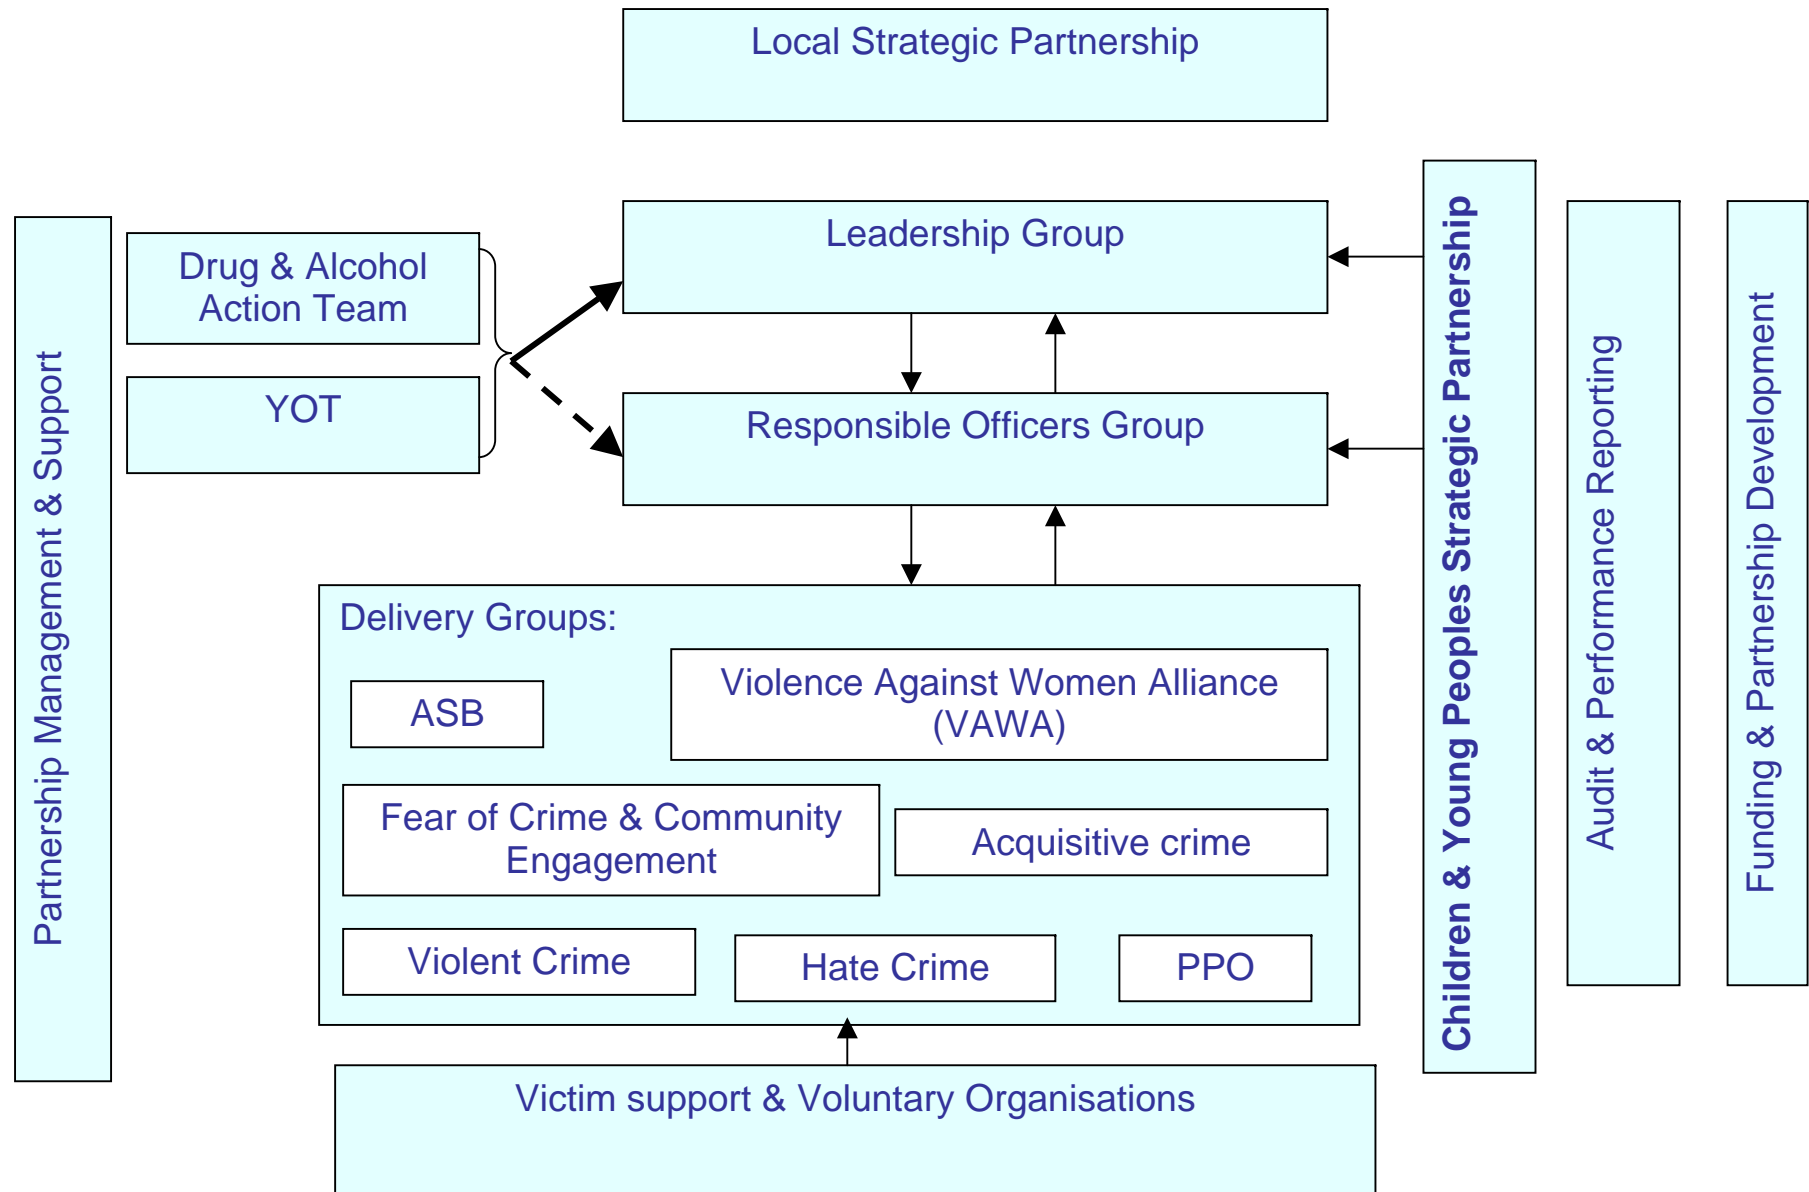 Local Strategic Partnership
Partnership Management & Support
Drug & Alcohol
Action Team
YOT
Leadership Group
Responsible Officers Group
Delivery Groups:
ASB
Violence Against Women Alliance
(VAWA)
Fear of Crime & Community
Engagement
Acquisitive crime
Violent Crime
Hate Crime
PPO
Victim support & Voluntary Organisations
Children & Young Peoples Strategic Partnership
Audit & Performance Reporting
Funding & Partnership Development